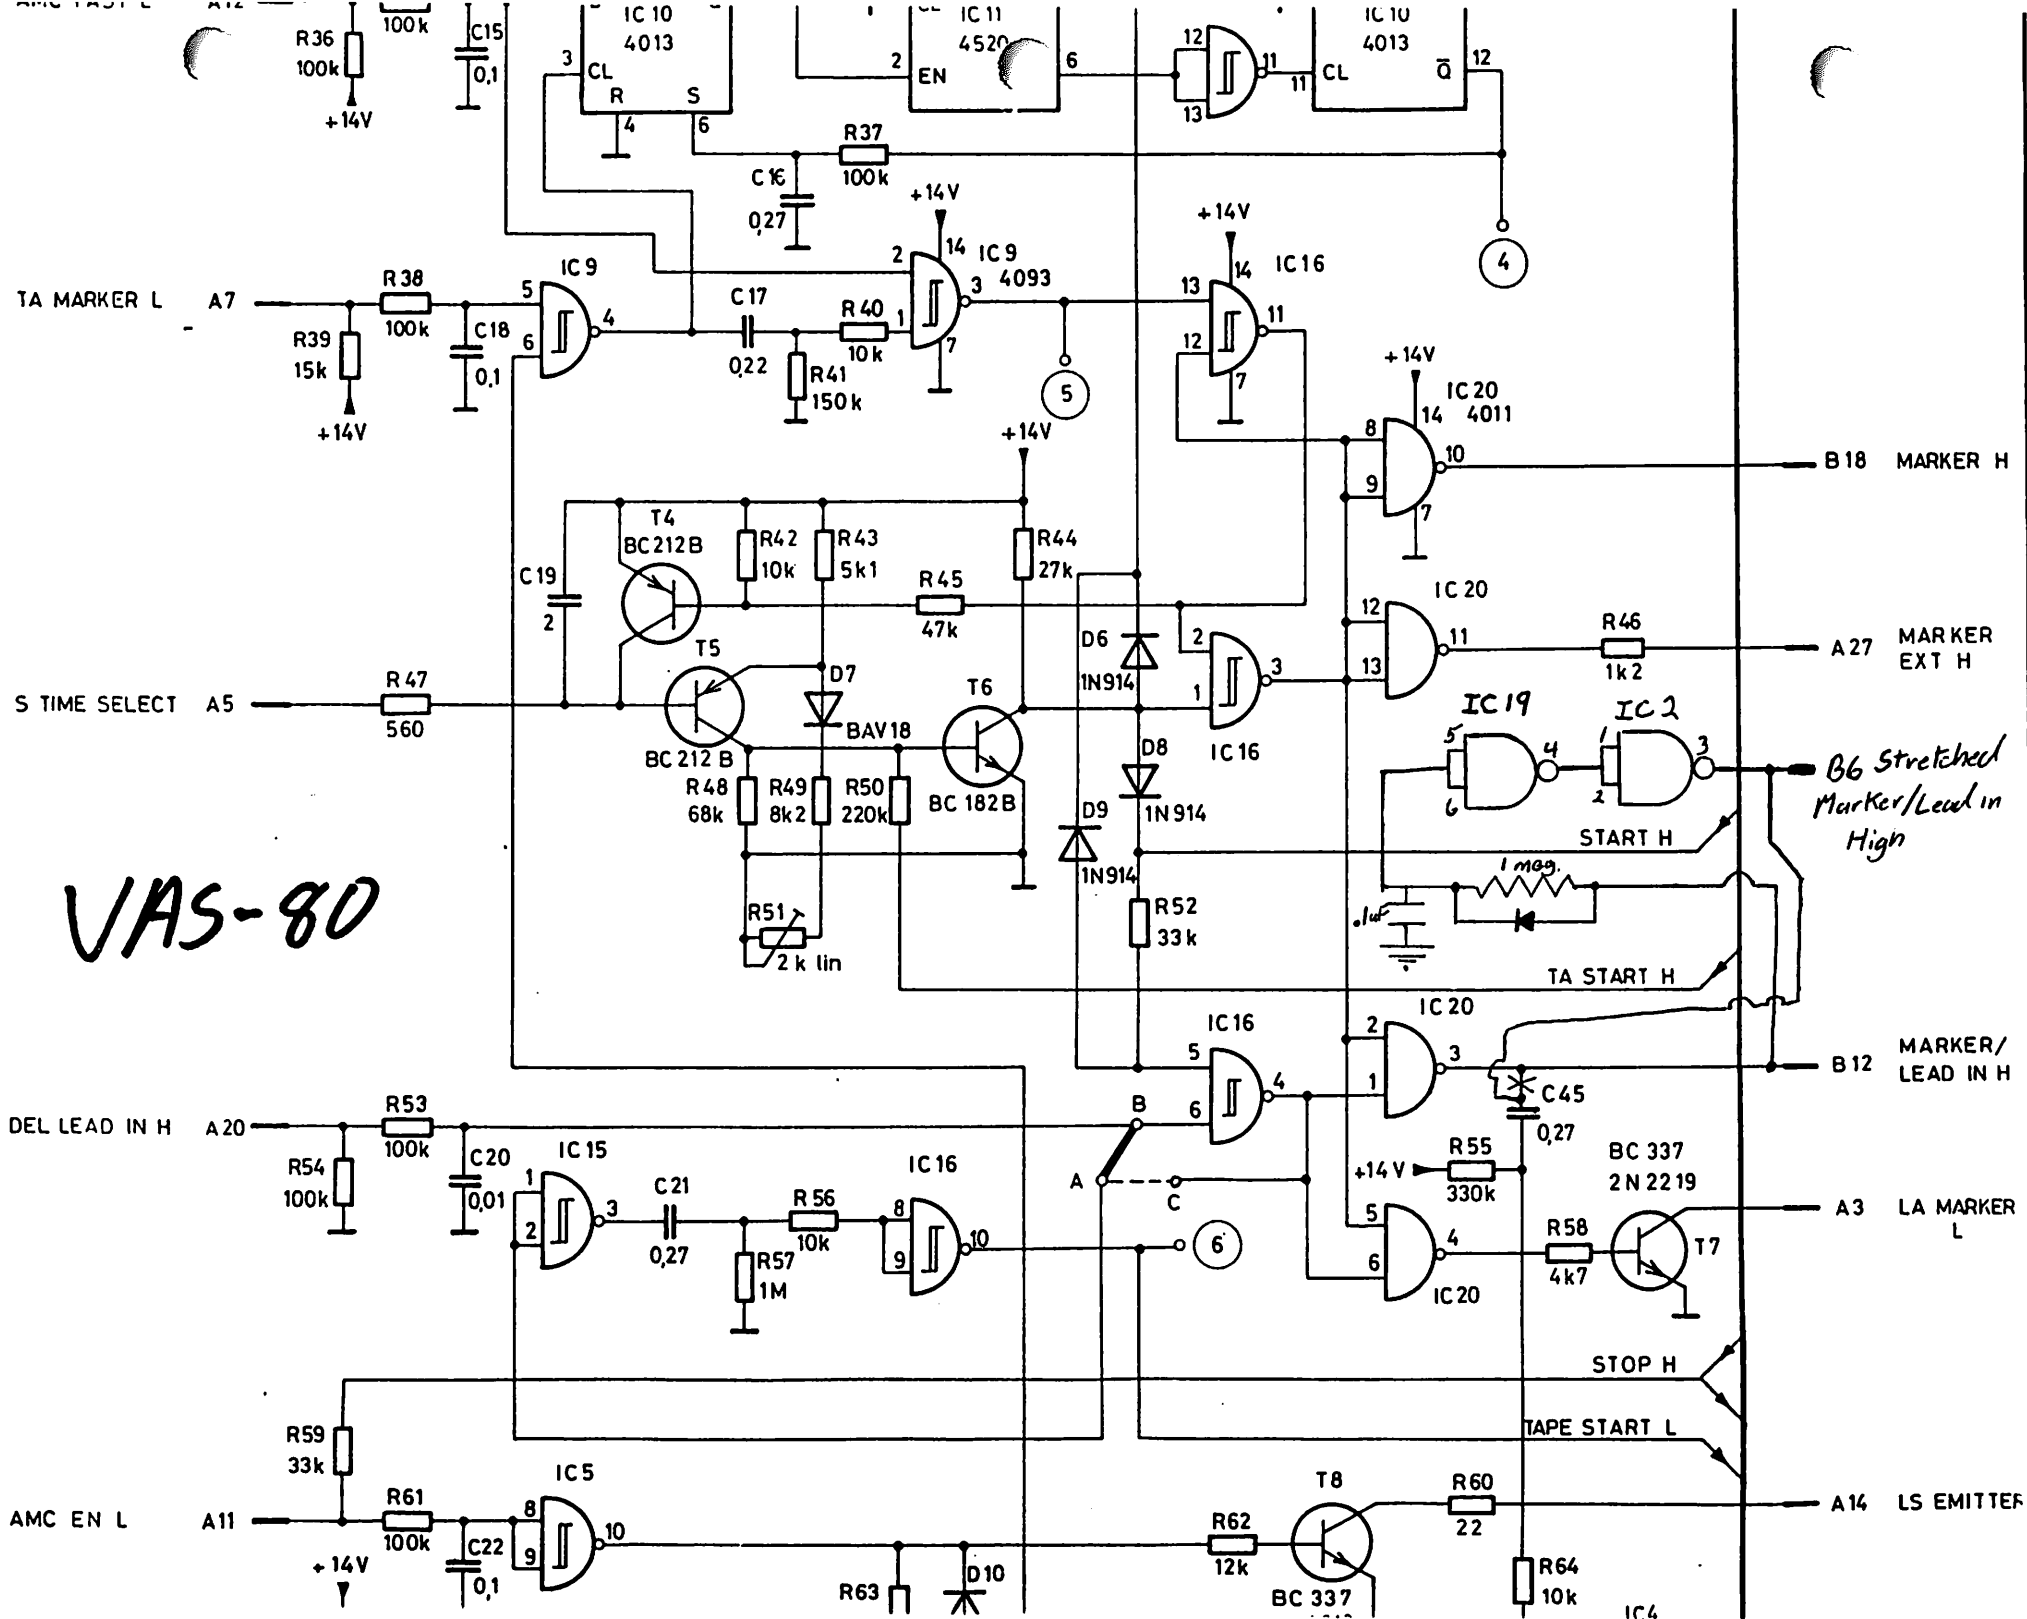 AMC FAST L A12
R36
100k
+14V
100k
C15
0,1
IC 10
4013
3
CL
R
S
4
6
IC 11
4520
2
EN
6
12
13
11
11
IC 10
4013
CL
Q
12
R37
100k
C16
0,27
+14V
4
TA MARKER L A7
R38
100k
R39
15k
+14V
C18
0,1
IC 9
5
6
4
C17
0,22
R40
10k
R41
150k
2
1
14
3
7
IC 9
4093
5
+14V
13
12
14
11
7
IC16
+14V
8
9
14
10
7
IC 20
4011
B18 MARKER H
+14V
C19
2
T4
BC 212B
R42
10k
R43
5k1
R44
27k
R45
47k
S TIME SELECT A5
R47
560
T5
BC 212 B
D7
BAV18
T6
BC 182B
R48
68k
R49
8k2
R50
220k
R51
2 k lin
D6
1N914
D8
1N914
D9
1N914
R52
33k
2
1
3
IC 16
12
13
11
IC 20
R46
1k2
A27 MARKER
EXT H
IC 19
5
6
4
IC 2
1
2
3
B6 Stretched
Marker/Lead in
High
START H
1 meg.
.1uf
TA START H
VAS-80
IC 16
5
6
4
IC 20
2
1
3
B12 MARKER/
LEAD IN H
C45
0,27
DEL LEAD IN H A20
R53
100k
R54
100k
C20
0,01
IC 15
1
2
3
C21
0,27
R56
10k
R57
1M
IC16
8
9
10
B
A
C
6
+14 V
R55
330k
5
6
4
IC 20
R58
4k7
BC 337
2N 2219
T7
A3 LA MARKER
L
STOP H
TAPE START L
R59
33k
AMC EN L A11
R61
100k
+14V
C22
0,1
IC 5
8
9
10
R63
D10
R62
12k
T8
BC 337
R60
22
A14 LS EMITTER
R64
10k
IC4